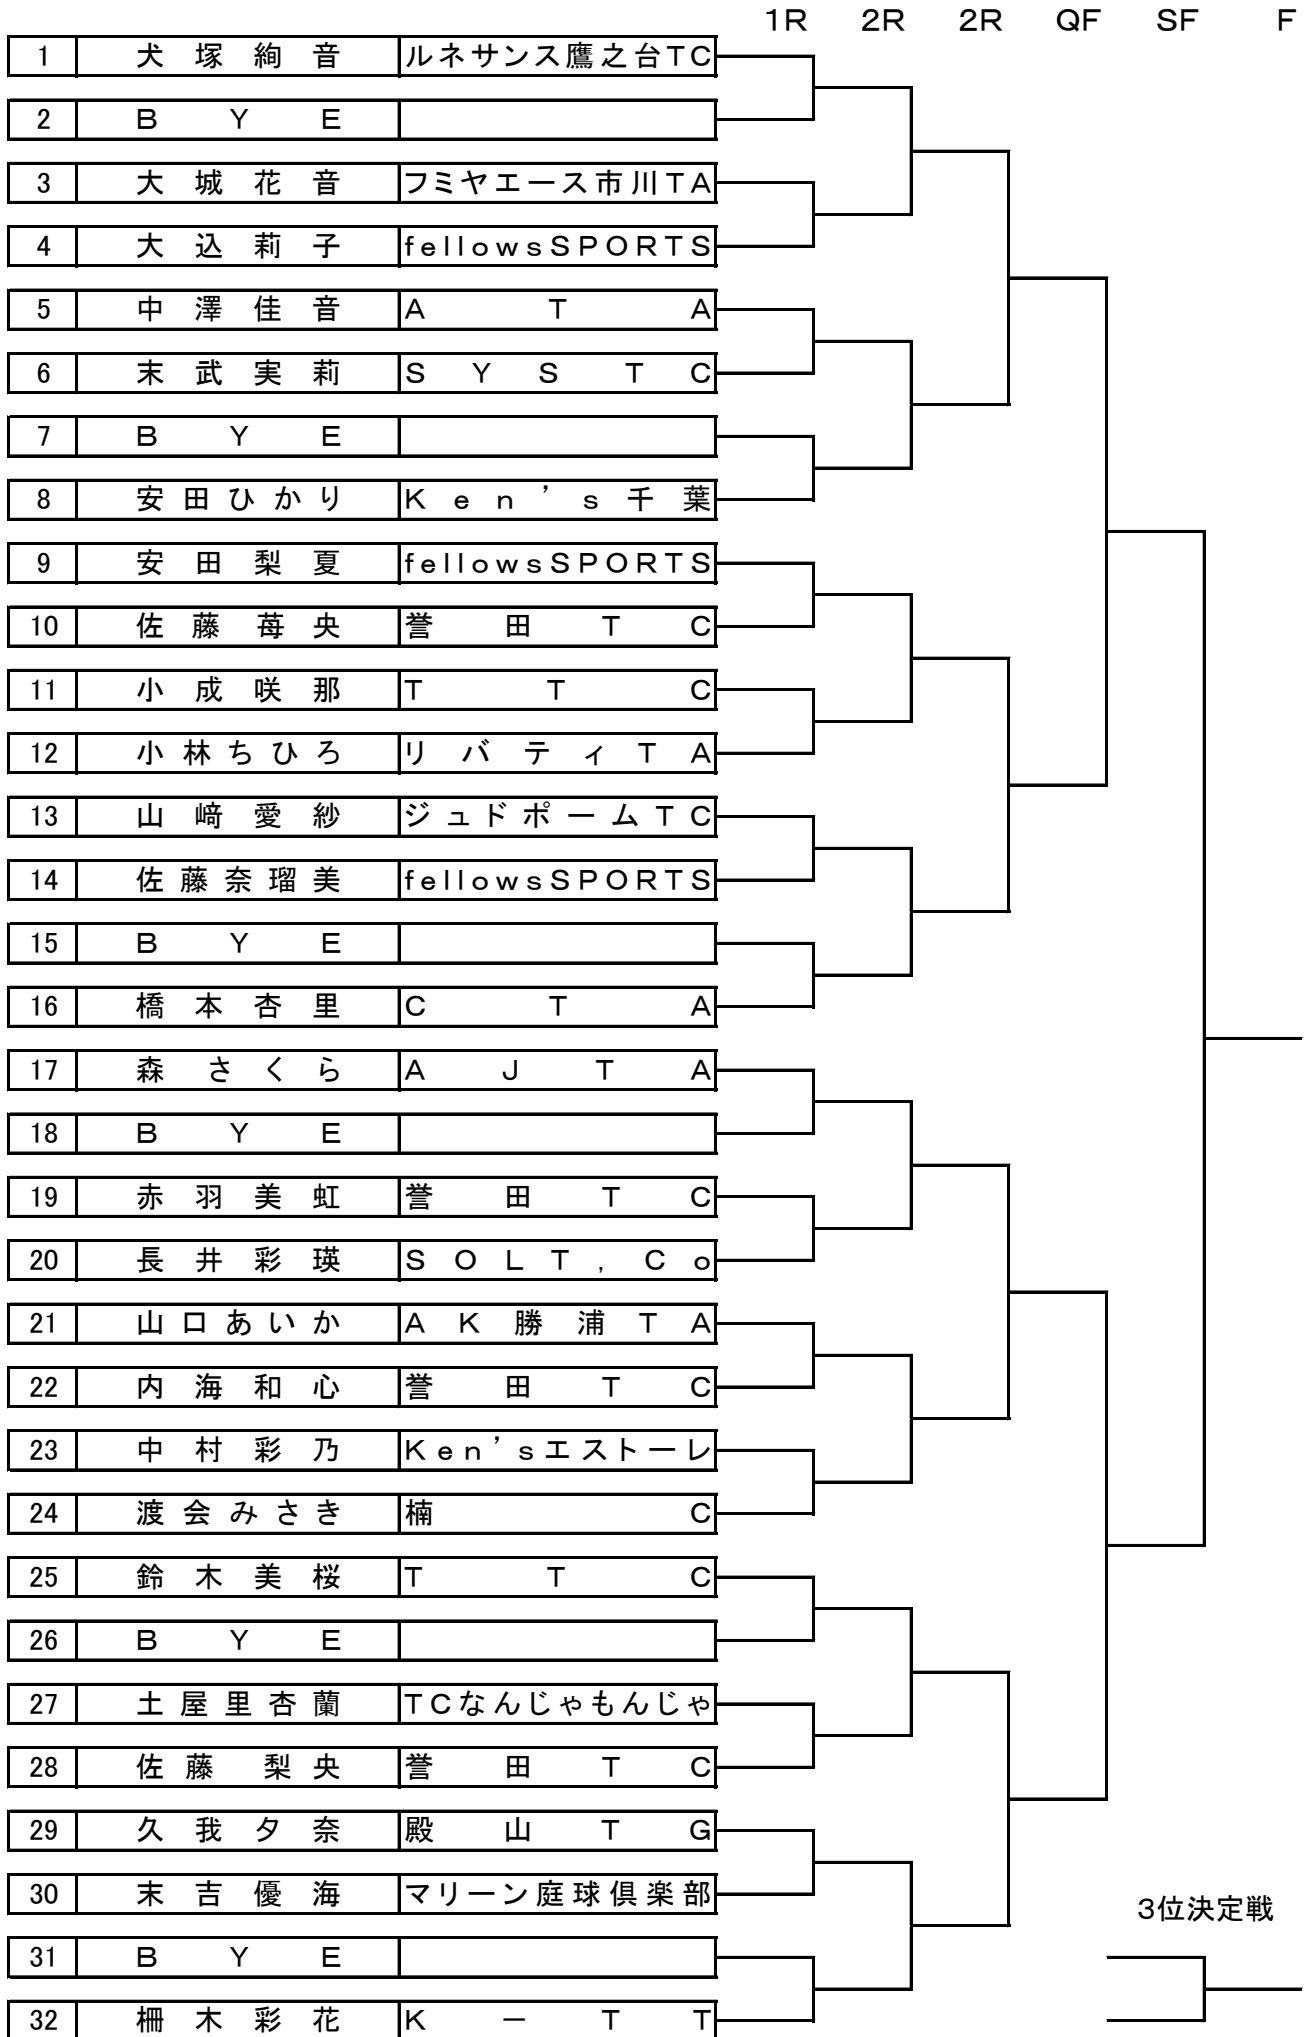 1R 2R 2R QF SF F
1 犬塚絢音 ルネサンス鷹之台TC
2 BYE
3 大城花音 フミヤエース市川TA
4 大込莉子 fellowsSPORTS
5 中澤佳音 ATA
6 末武実莉 SYSTC
7 BYE
8 安田ひかり Ken’s千葉
9 安田梨夏 fellowsSPORTS
10 佐藤苺央 誉田TC
11 小成咲那 TTC
12 小林ちひろ リバティTA
13 山﨑愛紗 ジュドポームTC
14 佐藤奈瑠美 fellowsSPORTS
15 BYE
16 橋本杏里 CTA
17 森さくら AJTA
18 BYE
19 赤羽美虹 誉田TC
20 長井彩瑛 SOLT,Co
21 山口あいか AK勝浦TA
22 内海和心 誉田TC
23 中村彩乃 Ken’sエストーレ
24 渡会みさき 楠C
25 鈴木美桜 TTC
26 BYE
27 土屋里杏蘭 TCなんじゃもんじゃ
28 佐藤 梨央 誉田TC
29 久我夕奈 殿山TG
30 末吉優海 マリーン庭球倶楽部
3位決定戦
31 BYE
32 柵木彩花 K－TT